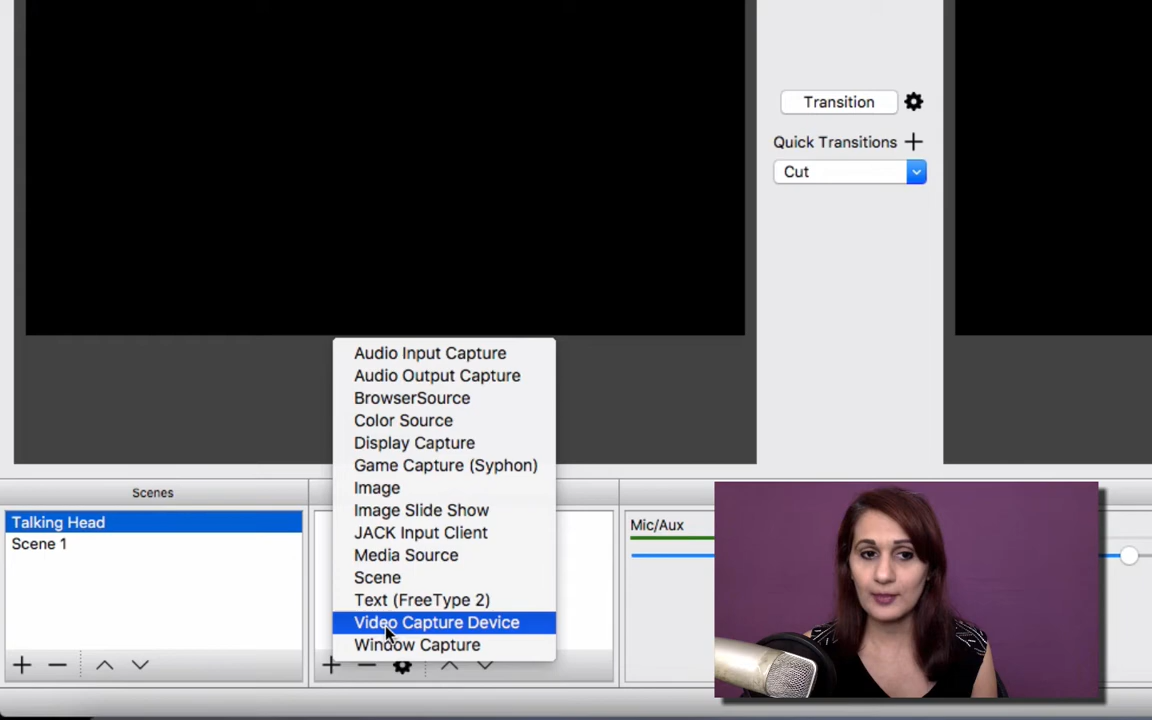 Transition
Quick Transitions
Cut
Audio Input Capture
Audio Output Capture
BrowserSource
Color Source
Display Capture
Game Capture (Syphon)
Image
Image Slide Show
JACK Input Client
Media Source
Scene
Text (FreeType 2)
Video Capture Device
Window Capture
Scenes
Talking Head
Scene 1
Mic/Aux